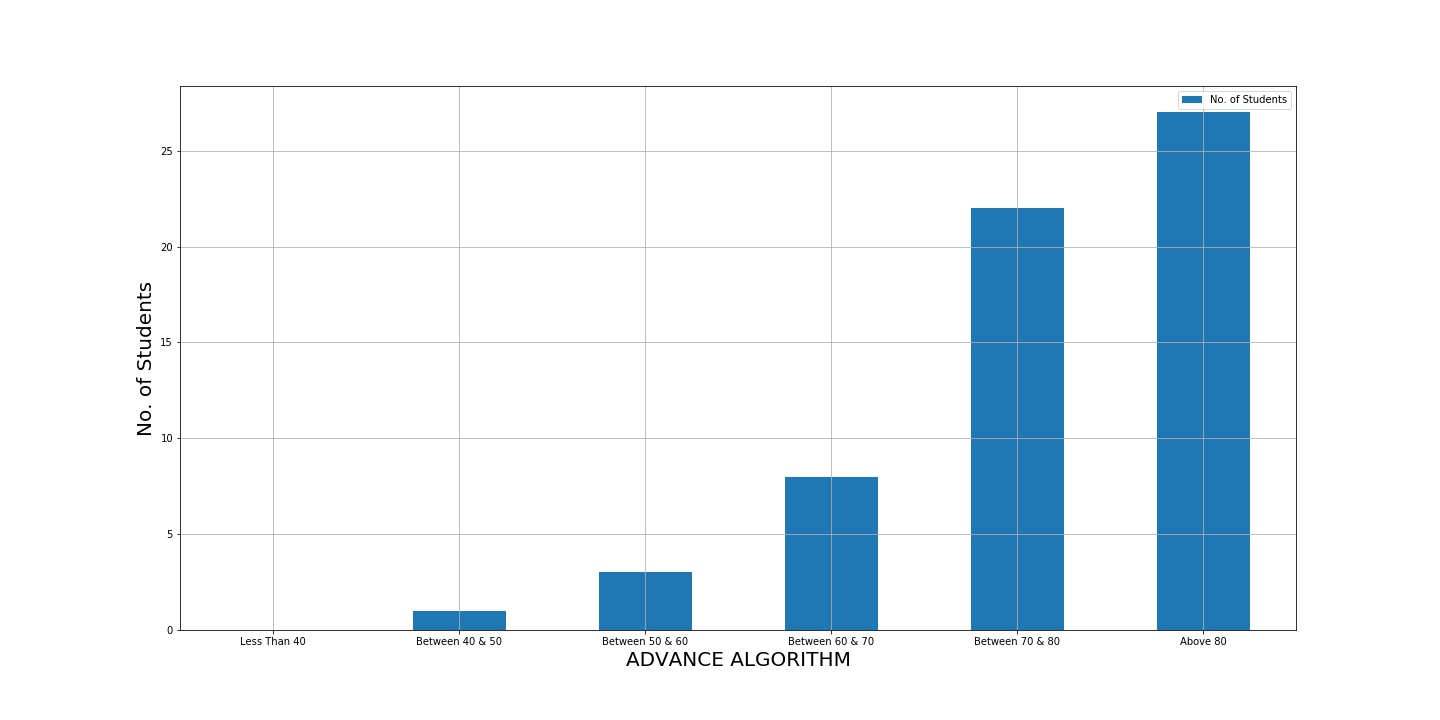 No. of Students
25
20
15
10
5
0
No. of Students
Less Than 40 Between 40 & 50 Between 50 & 60 Between 60 & 70 Between 70 & 80 Above 80
ADVANCE ALGORITHM